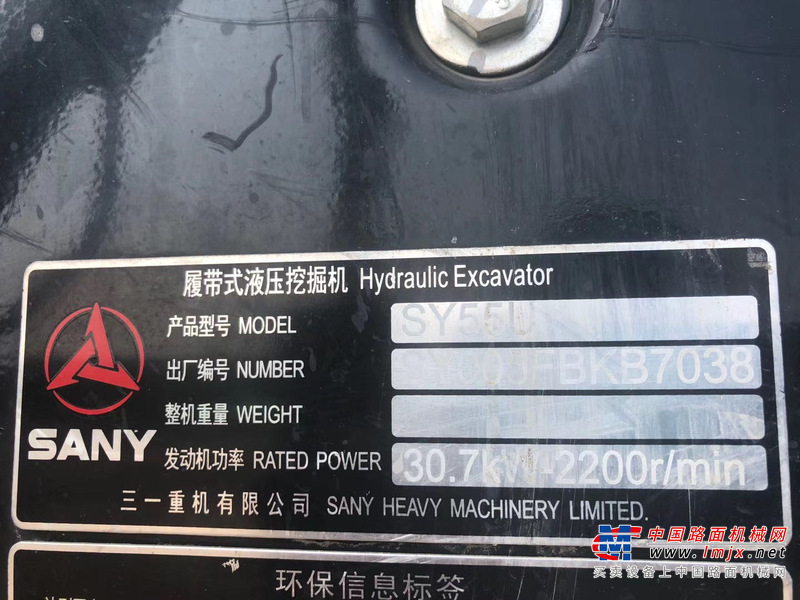 履带式液压挖掘机 Hydraulic Excavator
产品型号 MODEL SY55U
出厂编号 NUMBER BKB7038
整机重量 WEIGHT
发动机功率 RATED POWER 30.7kW-2200r/min
SANY
三一重机有限公司 SANY HEAVY MACHINERY LIMITED.
环保信息标签
中国路面机械网
www.lmjx.net
买卖设备上中国路面机械网